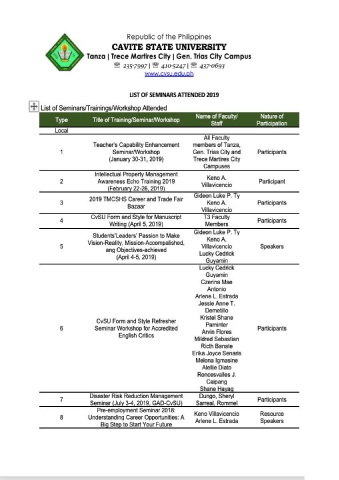 Republic of the Philippines
CAVITE STATE UNIVERSITY
Tanza | Trece Martires City | Gen. Trias City Campus
☏ 235-7997 | ☏ 410-5247 | ☏ 437-0693
www.cvsu.edu.ph
LIST OF SEMINARS ATTENDED 2019
List of Seminars/Trainings/Workshop Attended
Type Title of Training/Seminar/Workshop Name of Faculty/ Staff Nature of Participation
Local
1 Teacher's Capability Enhancement Seminar/Workshop (January 30-31, 2019) All Faculty members of Tanza, Gen. Trias City and Trece Martires City Campuses Participants
2 Intellectual Property Management Awareness Echo Training 2019 (February 22-26, 2019) Keno A. Villavicencio Participant
3 2019 TMCSHS Career and Trade Fair Bazaar Gideon Luke P. Ty Keno A. Villavicencio Participants
4 CvSU Form and Style for Manuscript Writing (April 5, 2019) T3 Faculty Members Participants
5 Students'Leaders' Passion to Make Vision-Reality, Mission-Accomplished, ang Objectives-achieved (April 4-5, 2019) Gideon Luke P. Ty Keno A. Villavicencio Lucky Cedrick Guyamin Speakers
6 CvSU Form and Style Refresher Seminar Workshop for Accredited English Critics Lucky Cedrick Guyamin Czerina Mae Antonio Arlene L. Estrada Jessie Anne T. Demetillo Kristel Shane Paminter Arvin Flores Mildred Sebastian Richt Benate Erika Joyce Senaris Melona Igmasine Alellie Diato Roncesvalles J. Caipang Shane Hayag Participants
7 Disaster Risk Reduction Management Seminar (July 3-4, 2019, GAD-CvSU) Dungo, Sheryl Sarreal, Rommel Participants
8 Pre-employment Seminar 2018: Understanding Career Opportunities: A Big Step to Start Your Future Keno Villavicencio Arlene L. Estrada Resource Speakers